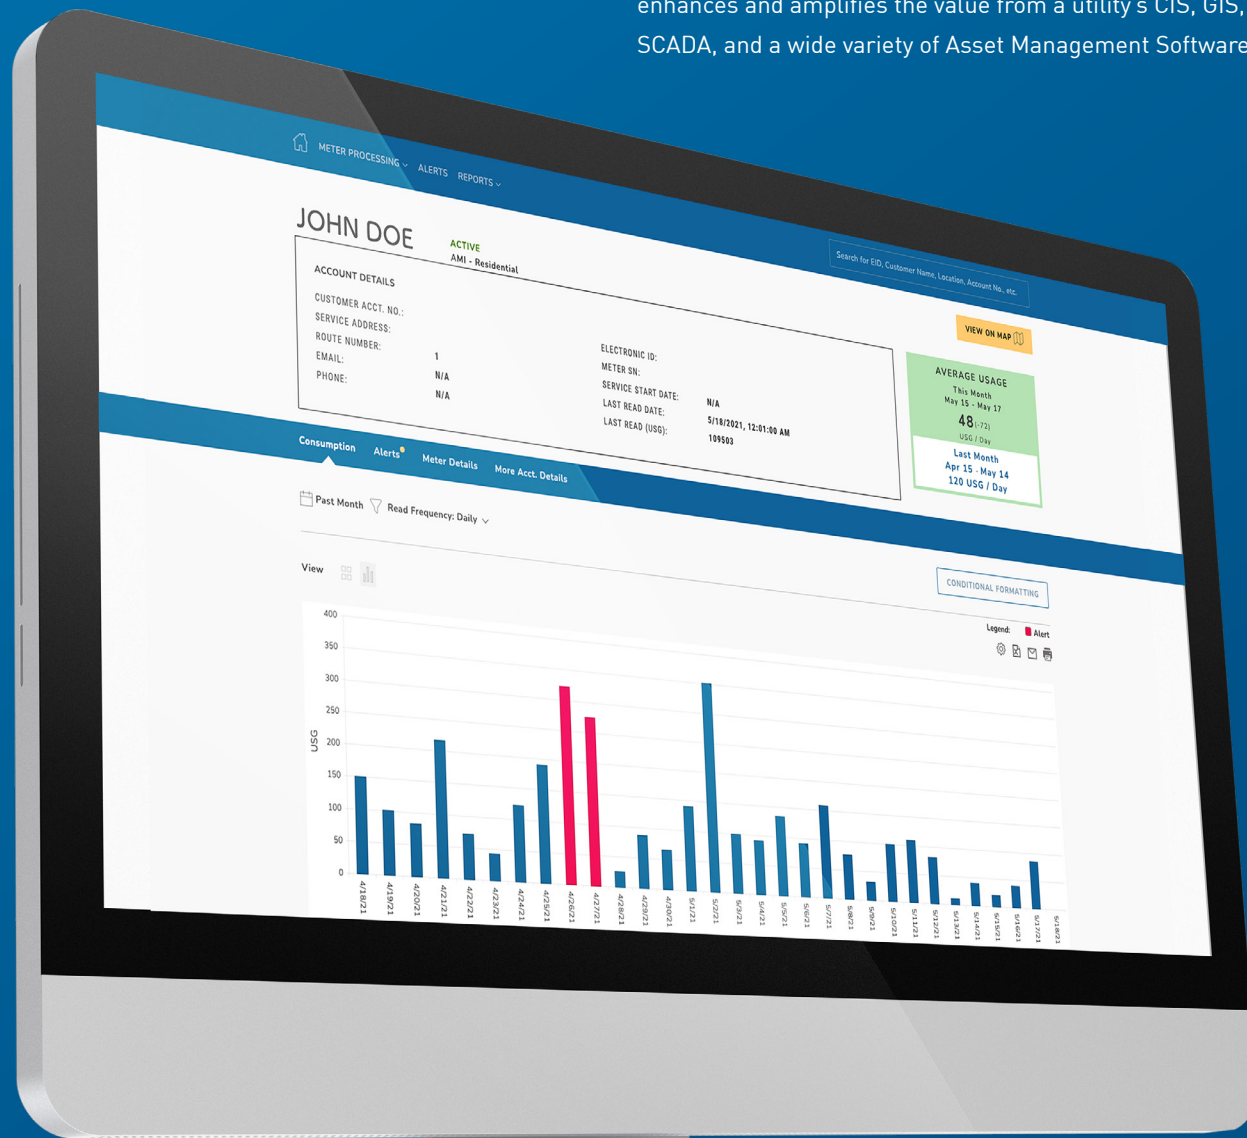 enhances and amplifies the value from a utility's CIS, GIS,
SCADA, and a wide variety of Asset Management Software
METER PROCESSING ALERTS REPORTS
Search for EID, Customer Name, Location, Account No., etc.
JOHN DOE
ACTIVE
AMI - Residential
VIEW ON MAP
ACCOUNT DETAILS
CUSTOMER ACCT. NO.:
SERVICE ADDRESS:
ROUTE NUMBER: 1
EMAIL: N/A
PHONE: N/A
ELECTRONIC ID:
METER SN:
SERVICE START DATE: N/A
LAST READ DATE: 5/18/2021, 12:01:00 AM
LAST READ (USG): 109503
AVERAGE USAGE
This Month
May 15 - May 17
48(-72)
USG / Day
Last Month
Apr 15 - May 14
120 USG / Day
Consumption Alerts Meter Details More Acct. Details
Past Month Read Frequency: Daily
CONDITIONAL FORMATTING
View
Legend: Alert
USG
400
350
300
250
200
150
100
50
0
4/18/21
4/19/21
4/20/21
4/21/21
4/22/21
4/23/21
4/24/21
4/25/21
4/26/21
4/27/21
4/28/21
4/29/21
4/30/21
5/1/21
5/2/21
5/3/21
5/4/21
5/5/21
5/6/21
5/7/21
5/8/21
5/9/21
5/10/21
5/11/21
5/12/21
5/13/21
5/14/21
5/15/21
5/16/21
5/17/21
5/18/21